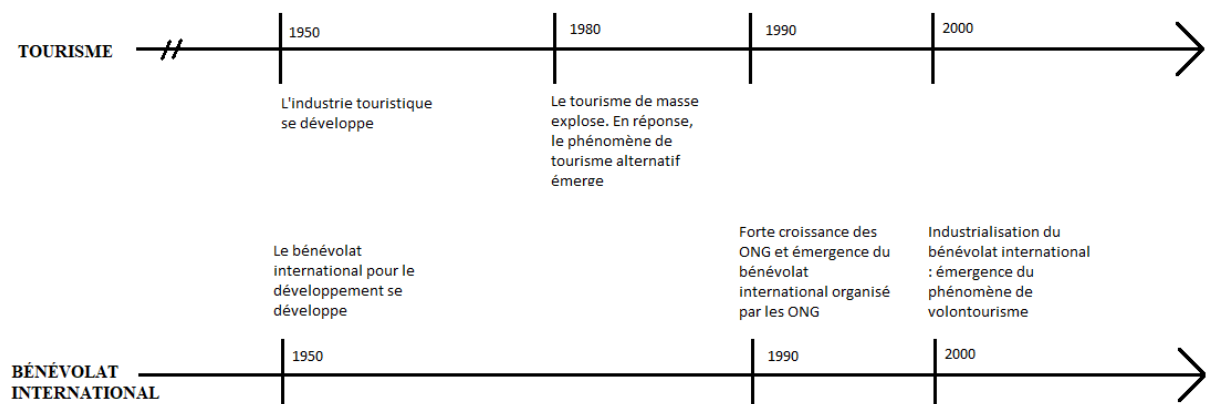 TOURISME
1950
1980
1990
2000
L'industrie touristique
se développe
Le tourisme de masse
explose. En réponse,
le phénomène de
tourisme alternatif
émerge
Le bénévolat
international pour le
développement se
développe
Forte croissance des
ONG et émergence du
bénévolat
international organisé
par les ONG
Industrialisation du
bénévolat international
: émergence du
phénomène de
volontourisme
BÉNÉVOLAT
INTERNATIONAL
1950
1990
2000